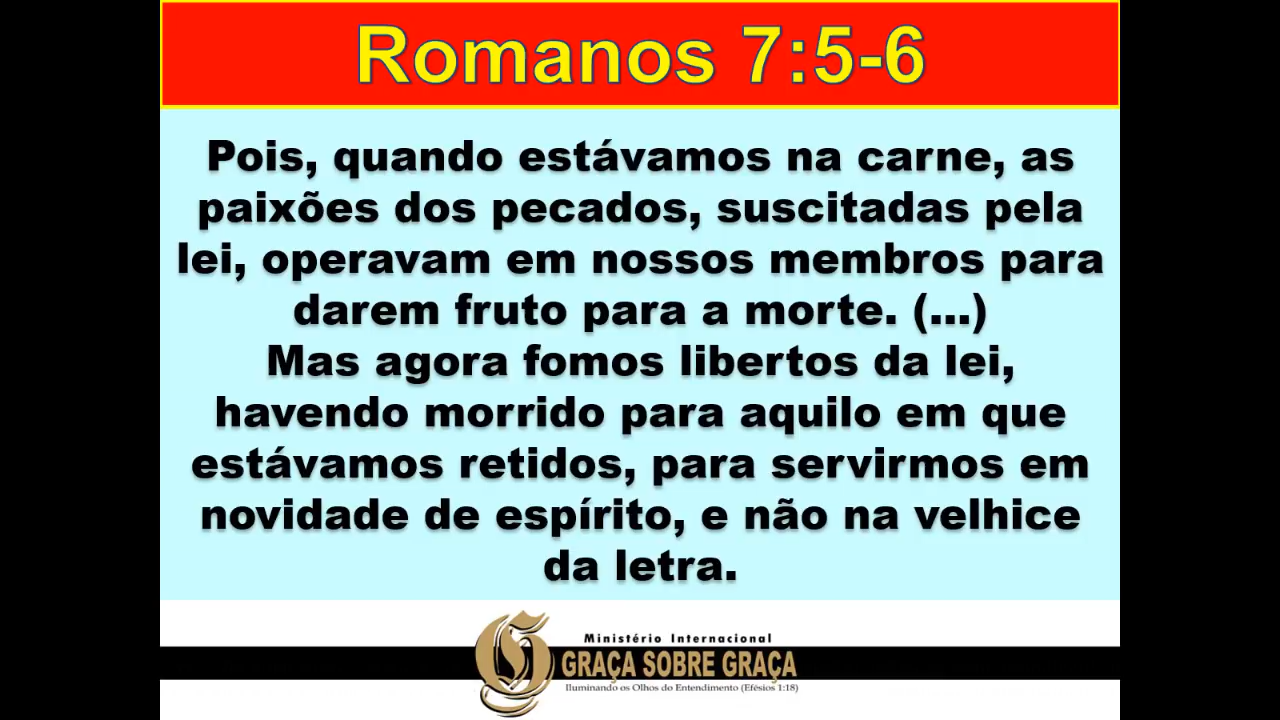 Romanos 7:5-6
Pois, quando estávamos na carne, as
paixões dos pecados, suscitadas pela
lei, operavam em nossos membros para
darem fruto para a morte. (...)
Mas agora fomos libertos da lei,
havendo morrido para aquilo em que
estávamos retidos, para servirmos em
novidade de espírito, e não na velhice
da letra.
Ministério Internacional
GRAÇA SOBRE GRAÇA
Iluminando os Olhos do Entendimento (Efésios 1:18)